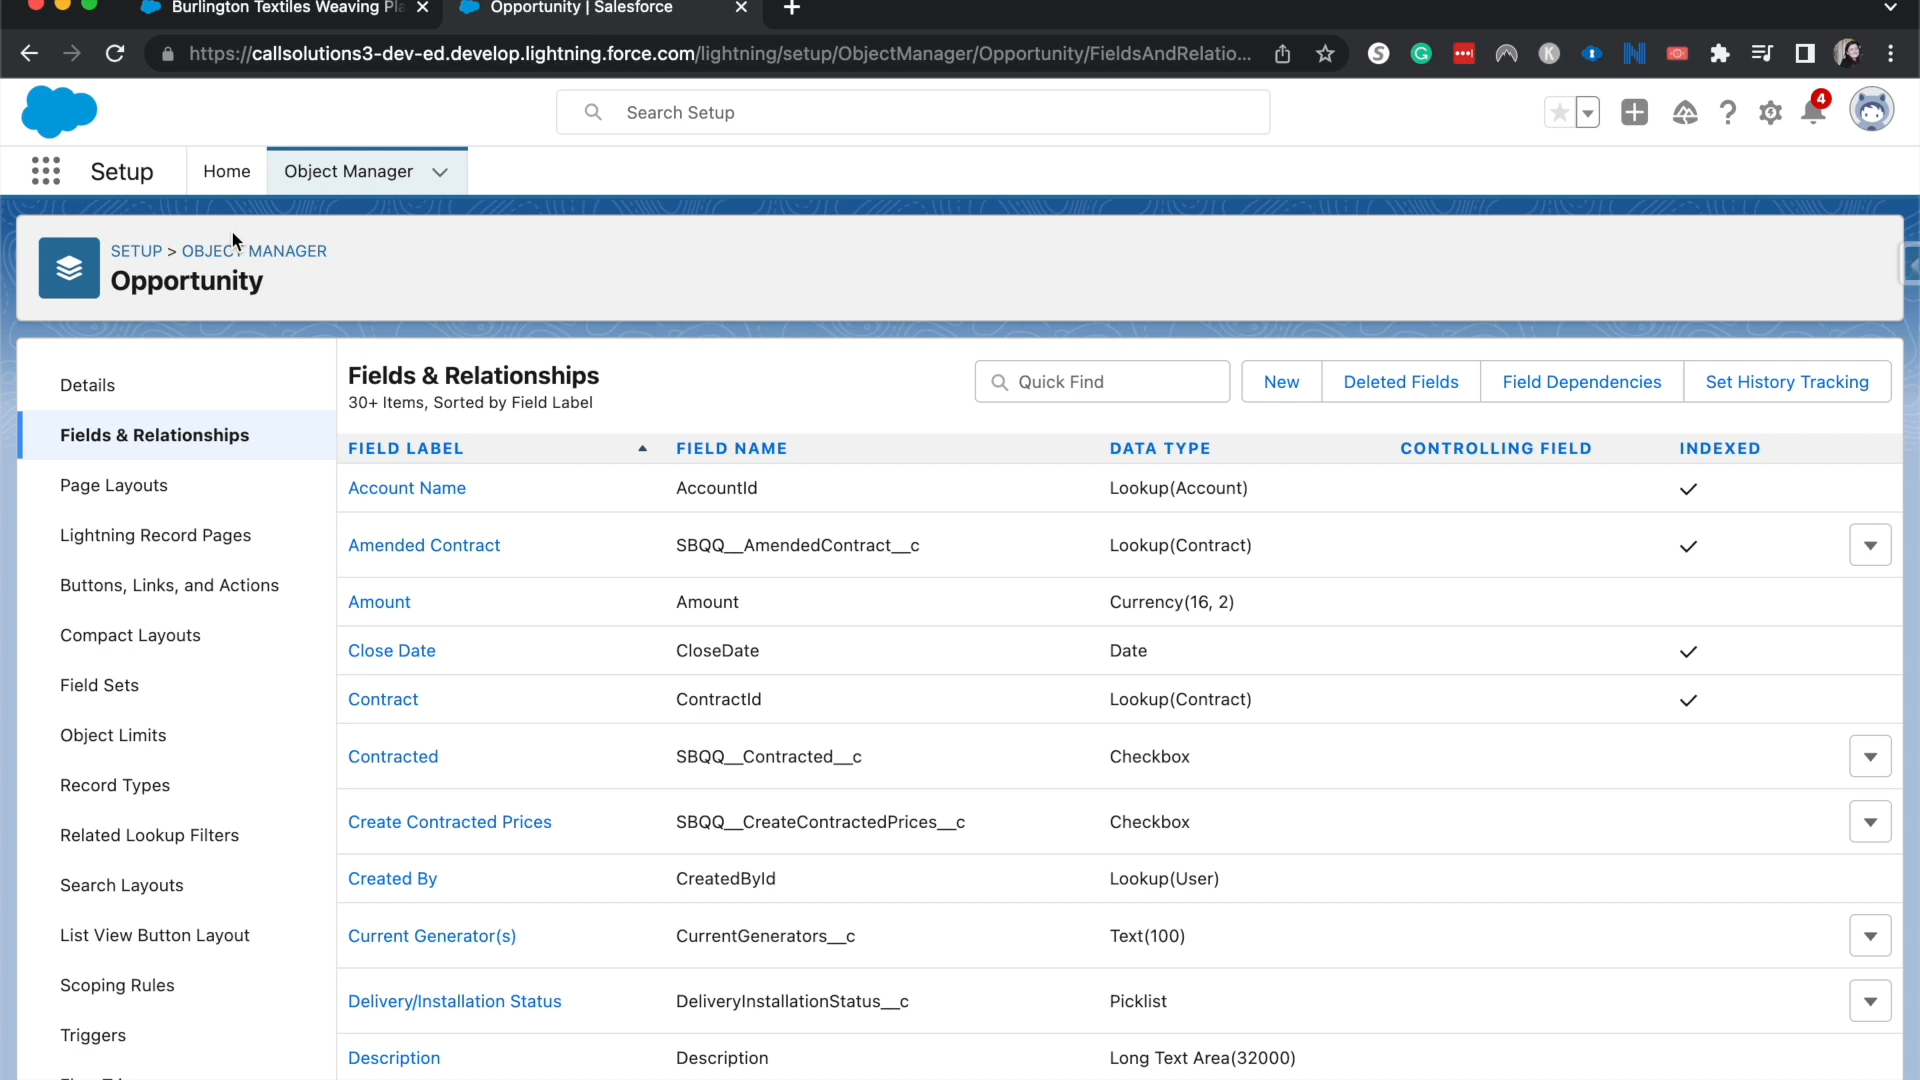 Burlington Textiles Weaving Pla
Opportunity | Salesforce
https://callsolutions3-dev-ed.develop.lightning.force.com/lightning/setup/ObjectManager/Opportunity/FieldsAndRelatio...
Search Setup
4
Setup
Home
Object Manager
SETUP > OBJECT MANAGER
Opportunity
Details
Fields & Relationships
Page Layouts
Lightning Record Pages
Buttons, Links, and Actions
Compact Layouts
Field Sets
Object Limits
Record Types
Related Lookup Filters
Search Layouts
List View Button Layout
Scoping Rules
Triggers
Fields & Relationships
30+ Items, Sorted by Field Label
Quick Find
New
Deleted Fields
Field Dependencies
Set History Tracking
FIELD LABEL FIELD NAME DATA TYPE CONTROLLING FIELD INDEXED
Account Name AccountId Lookup(Account)
Amended Contract SBQQ__AmendedContract__c Lookup(Contract)
Amount Amount Currency(16, 2)
Close Date CloseDate Date
Contract ContractId Lookup(Contract)
Contracted SBQQ__Contracted__c Checkbox
Create Contracted Prices SBQQ__CreateContractedPrices__c Checkbox
Created By CreatedById Lookup(User)
Current Generator(s) CurrentGenerators__c Text(100)
Delivery/Installation Status DeliveryInstallationStatus__c Picklist
Description Description Long Text Area(32000)